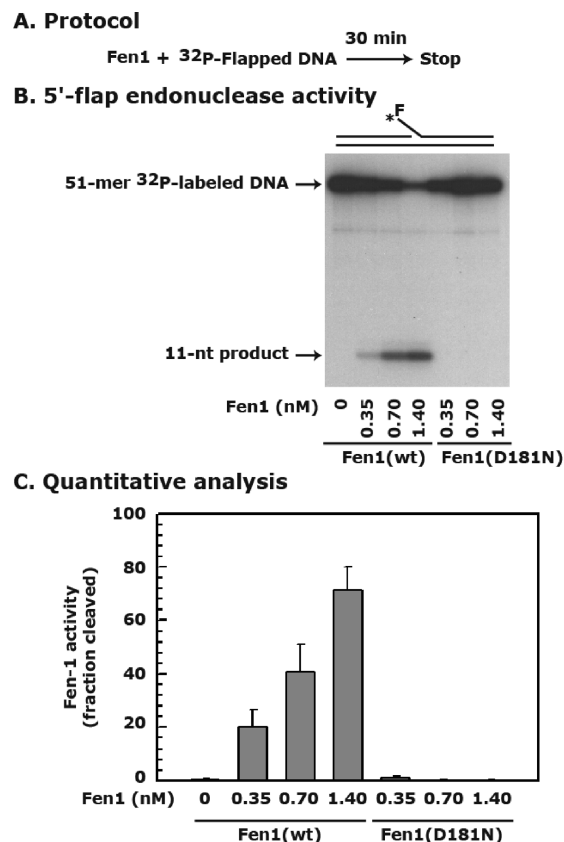 A. Protocol
30 min
Fen1 + 32P-Flapped DNA Stop
B. 5'-flap endonuclease activity
*F
51-mer 32P-labeled DNA
11-nt product
Fen1 (nM) 0 0.35 0.70 1.40 0.35 0.70 1.40
Fen1(wt) Fen1(D181N)
C. Quantitative analysis
Fen-1 activity
(fraction cleaved)
100
80
60
40
20
0
Fen1 (nM) 0 0.35 0.70 1.40 0.35 0.70 1.40
Fen1(wt) Fen1(D181N)